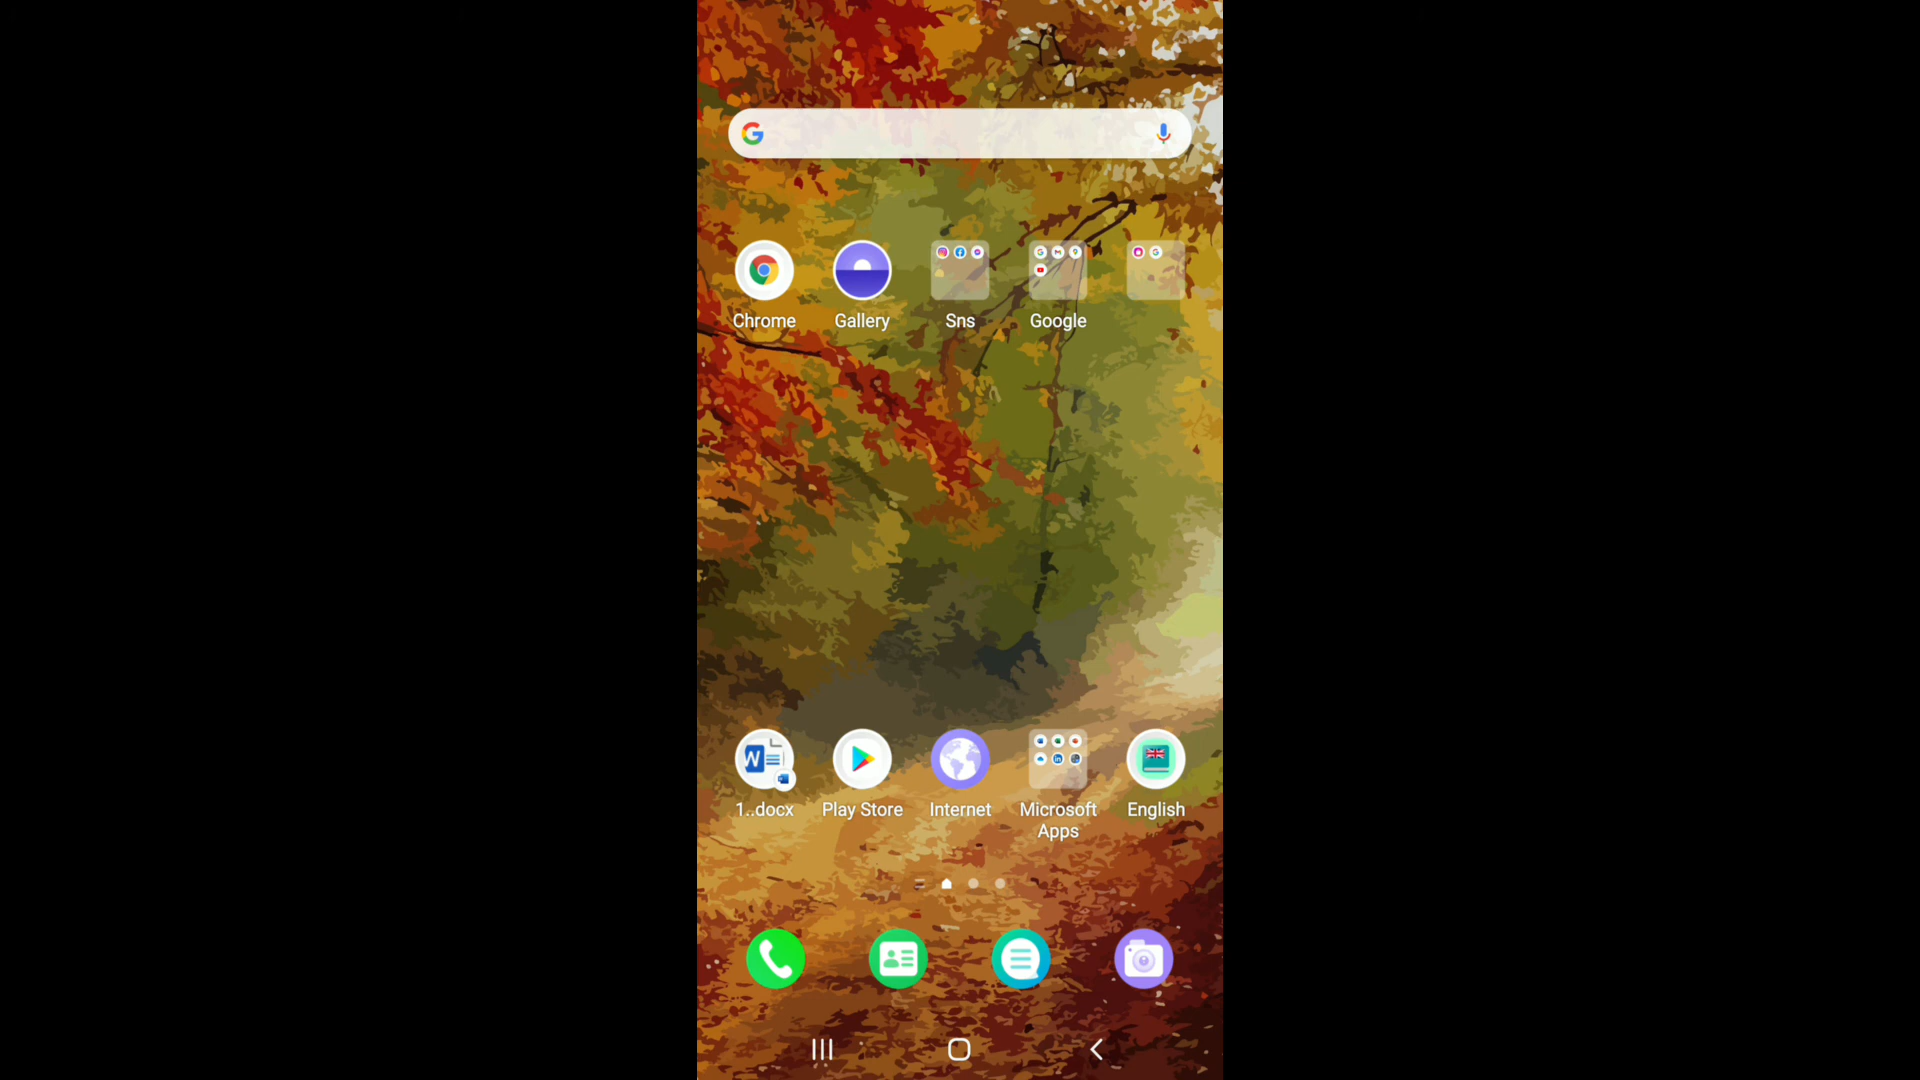 Chrome
Gallery
Sns
Google
1..docx
Play Store
Internet
Microsoft
Apps
English